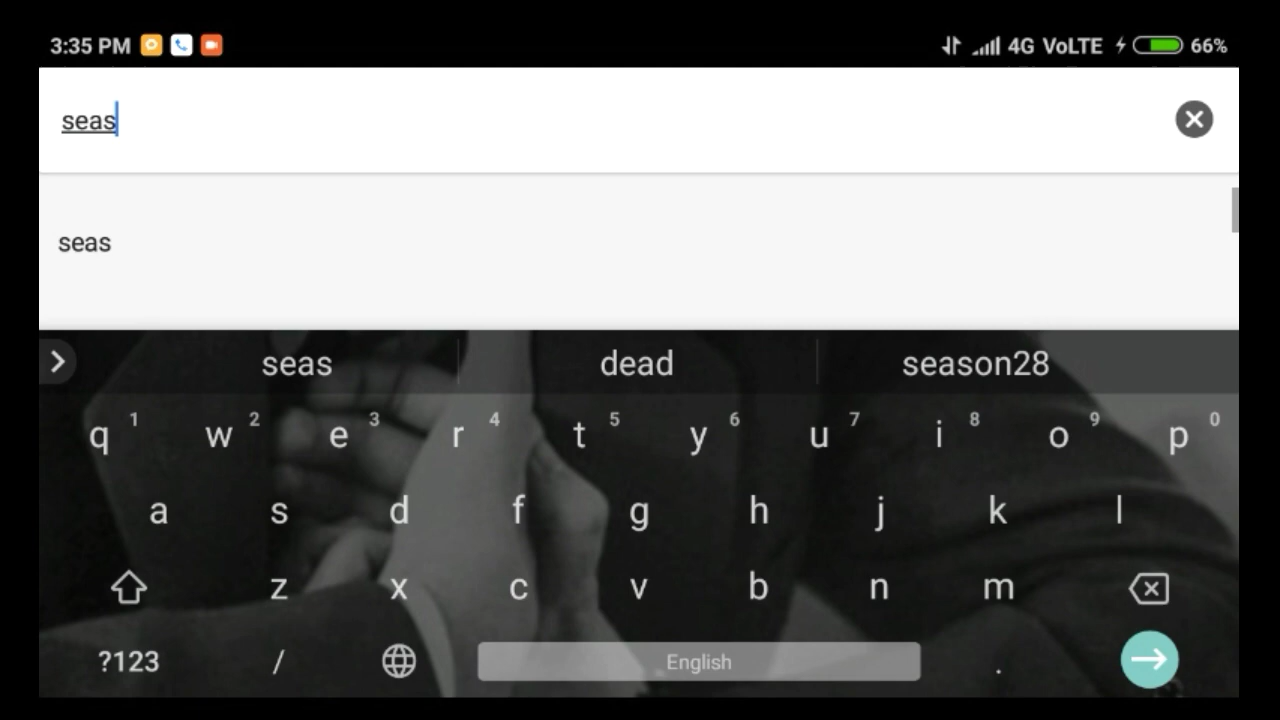 3:35 PM 4G VoLTE 66%
seas
seas
seas dead season28
q 1 w 2 e 3 r 4 t 5 y 6 u 7 i 8 o 9 p 0
a s d f g h j k l
z x c v b n m
?123 / English .